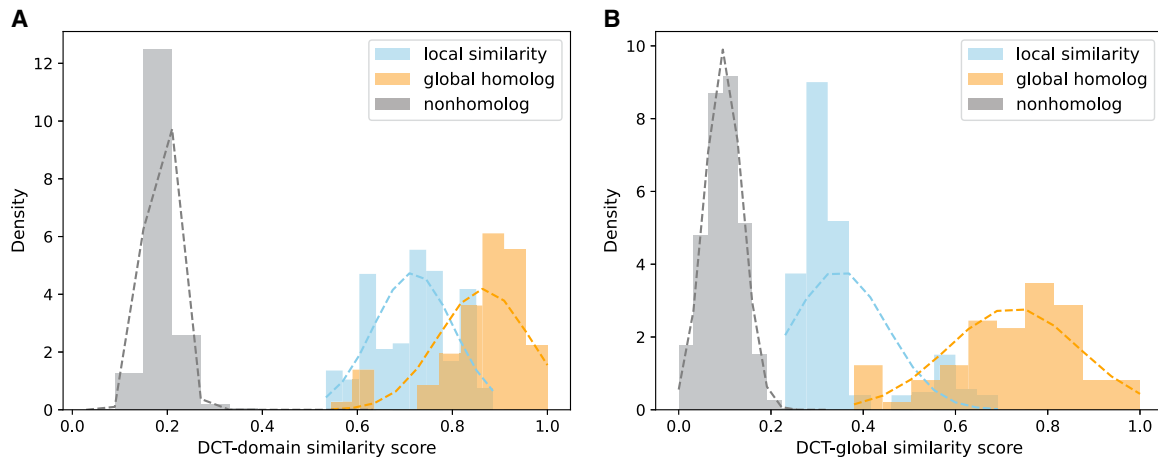 A
local similarity
global homolog
nonhomolog
12
10
8
6
4
2
0
Density
0.0 0.2 0.4 0.6 0.8 1.0
DCT-domain similarity score
B
local similarity
global homolog
nonhomolog
10
8
6
4
2
0
Density
0.0 0.2 0.4 0.6 0.8 1.0
DCT-global similarity score